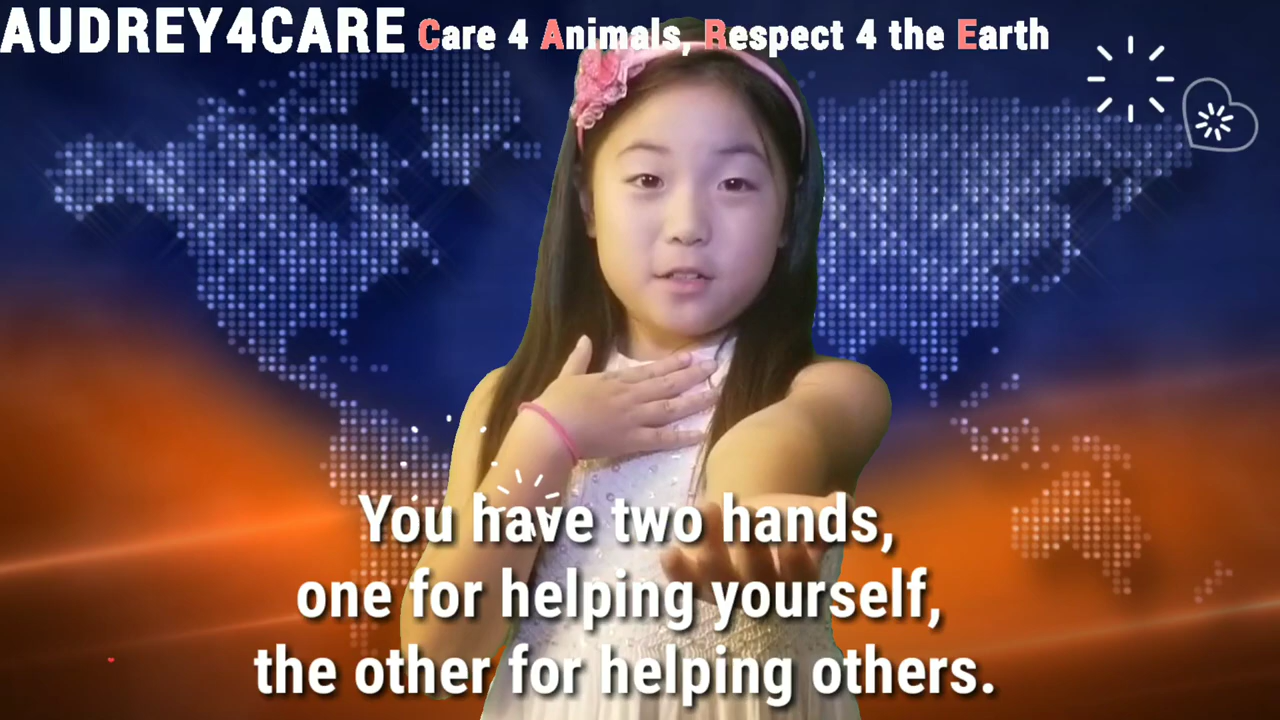 AUDREY4CARE Care 4 Animals, Respect 4 the Earth
You have two hands,
one for helping yourself,
the other for helping others.